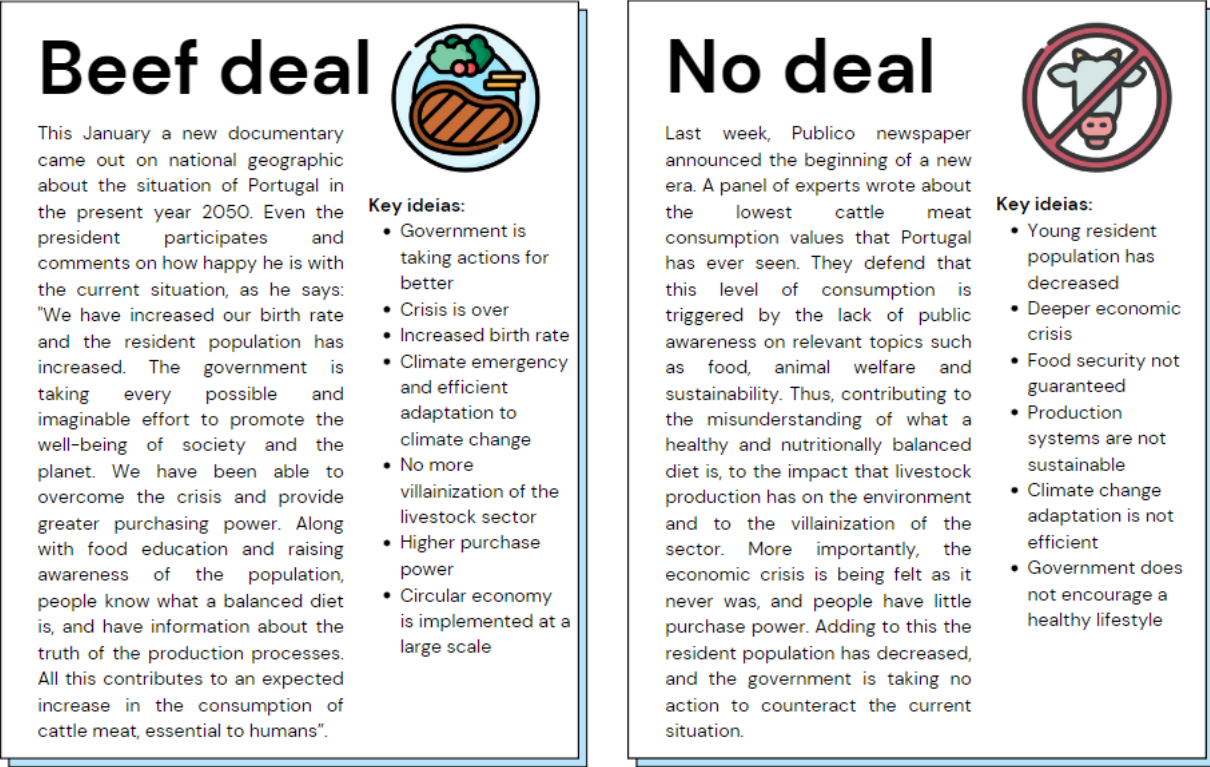 Beef deal
This January a new documentary
came out on national geographic
about the situation of Portugal in
the present year 2050. Even the
president participates and
comments on how happy he is with
the current situation, as he says:
"We have increased our birth rate
and the resident population has
increased. The government is
taking every possible and
imaginable effort to promote the
well-being of society and the
planet. We have been able to
overcome the crisis and provide
greater purchasing power. Along
with food education and raising
awareness of the population,
people know what a balanced diet
is, and have information about the
truth of the production processes.
All this contributes to an expected
increase in the consumption of
cattle meat, essential to humans”.
Key ideias:
• Government is
taking actions for
better
• Crisis is over
• Increased birth rate
• Climate emergency
and efficient
adaptation to
climate change
• No more
villainization of the
livestock sector
• Higher purchase
power
• Circular economy
is implemented at a
large scale
No deal
Last week, Publico newspaper
announced the beginning of a new
era. A panel of experts wrote about
the lowest cattle meat
consumption values that Portugal
has ever seen. They defend that
this level of consumption is
triggered by the lack of public
awareness on relevant topics such
as food, animal welfare and
sustainability. Thus, contributing to
the misunderstanding of what a
healthy and nutritionally balanced
diet is, to the impact that livestock
production has on the environment
and to the villainization of the
sector. More importantly, the
economic crisis is being felt as it
never was, and people have little
purchase power. Adding to this the
resident population has decreased,
and the government is taking no
action to counteract the current
situation.
Key ideias:
• Young resident
population has
decreased
• Deeper economic
crisis
• Food security not
guaranteed
• Production
systems are not
sustainable
• Climate change
adaptation is not
efficient
• Government does
not encourage a
healthy lifestyle